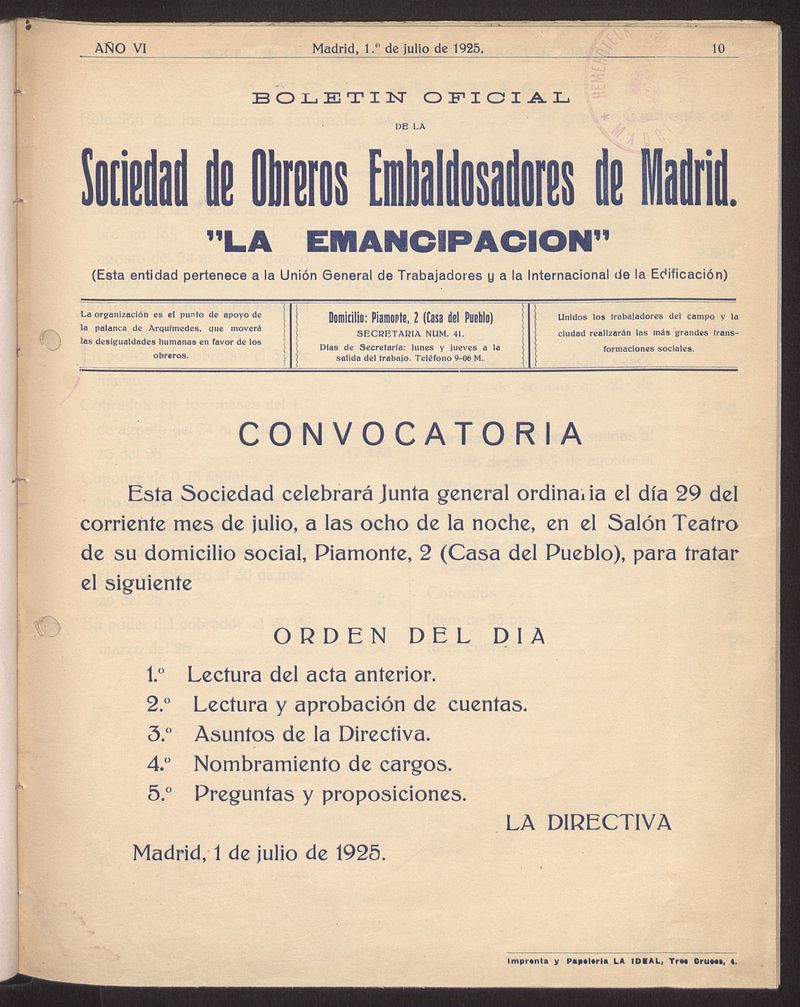 AÑO VI Madrid, 1.º de julio de 1925. 10
HEMEROTECA
MADRID
BOLETIN OFICIAL
DE LA
Sociedad de Obreros Embaldosadores de Madrid.
"LA EMANCIPACION"
(Esta entidad pertenece a la Unión General de Trabajadores y a la Internacional de la Edificación)
La organización es el punto de apoyo de
la palanca de Arquímedes, que moverá
las desigualdades humanas en favor de los
obreros.
Domicilio: Piamonte, 2 (Casa del Pueblo)
SECRETARIA NUM. 41.
Días de Secretaría: lunes y jueves a la
salida del trabajo. Teléfono 9-06 M.
Unidos los trabajadores del campo y la
ciudad realizarán las más grandes trans-
formaciones sociales.
CONVOCATORIA
Esta Sociedad celebrará Junta general ordinaria el día 29 del
corriente mes de julio, a las ocho de la noche, en el Salón Teatro
de su domicilio social, Piamonte, 2 (Casa del Pueblo), para tratar
el siguiente
ORDEN DEL DIA
1.º Lectura del acta anterior.
2.º Lectura y aprobación de cuentas.
3.º Asuntos de la Directiva.
4.º Nombramiento de cargos.
5.º Preguntas y proposiciones.
LA DIRECTIVA
Madrid, 1 de julio de 1925.
Imprenta y Papelería LA IDEAL, Tres Cruces, 4.